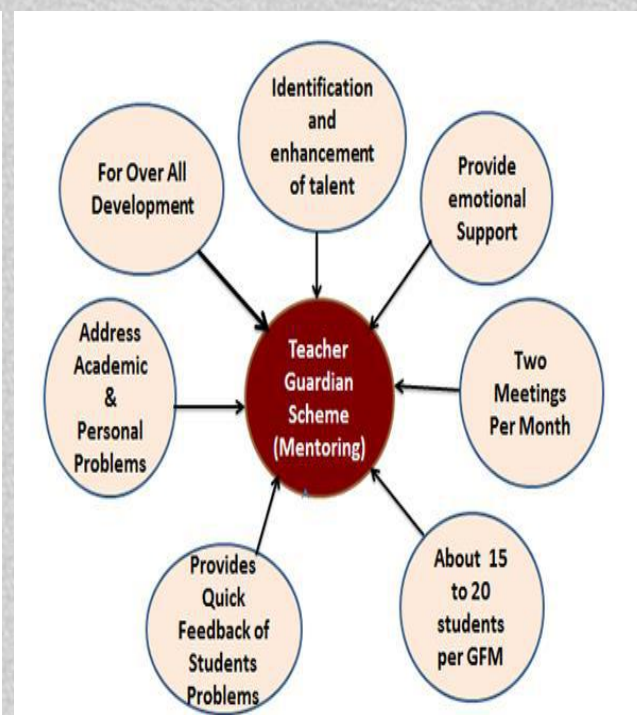 Identification
and
enhancement
of talent
For Over All
Development
Provide
emotional
Support
Address
Academic
&
Personal
Problems
Teacher
Guardian
Scheme
(Mentoring)
Two
Meetings
Per Month
Provides
Quick
Feedback of
Students
Problems
About 15
to 20
students
per GFM